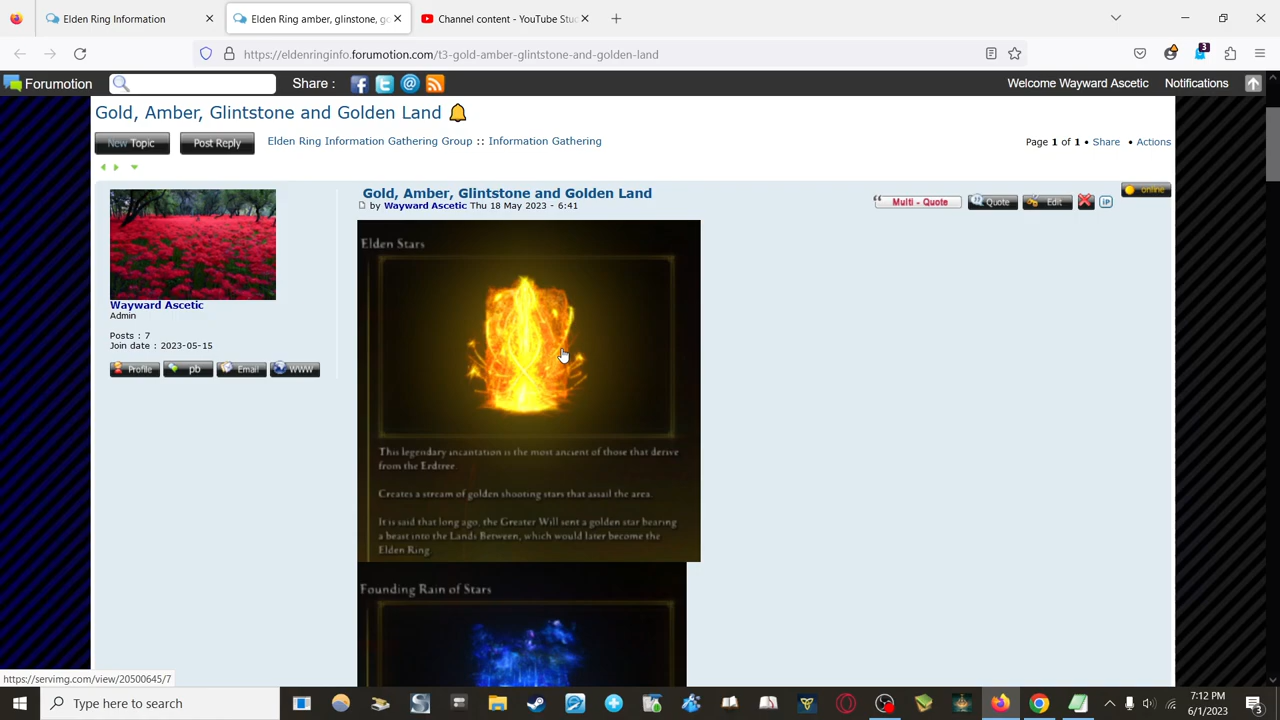 Elden Ring Information
Elden Ring amber, glinstone, go
Channel content - YouTube Stu
https://eldenringinfo.forumotion.com/t3-gold-amber-glintstone-and-golden-land
3
Forumotion
Share :
Welcome Wayward Ascetic
Notifications
Gold, Amber, Glintstone and Golden Land
New Topic
Post Reply
Elden Ring Information Gathering Group :: Information Gathering
Page 1 of 1 • Share • Actions
Gold, Amber, Glintstone and Golden Land
by Wayward Ascetic Thu 18 May 2023 - 6:41
Multi - Quote
Quote
Edit
IP
online
Wayward Ascetic
Admin
Posts : 7
Join date : 2023-05-15
Profile
pb
Email
WWW
Elden Stars
This legendary incantation is the most ancient of those that derive
from the Erdtree.
Creates a stream of golden shooting stars that assail the area.
It is said that long ago, the Greater Will sent a golden star bearing
a beast into the Lands Between, which would later become the
Elden Ring.
Founding Rain of Stars
https://servimg.com/view/20500645/7
Type here to search
7:12 PM
6/1/2023
3